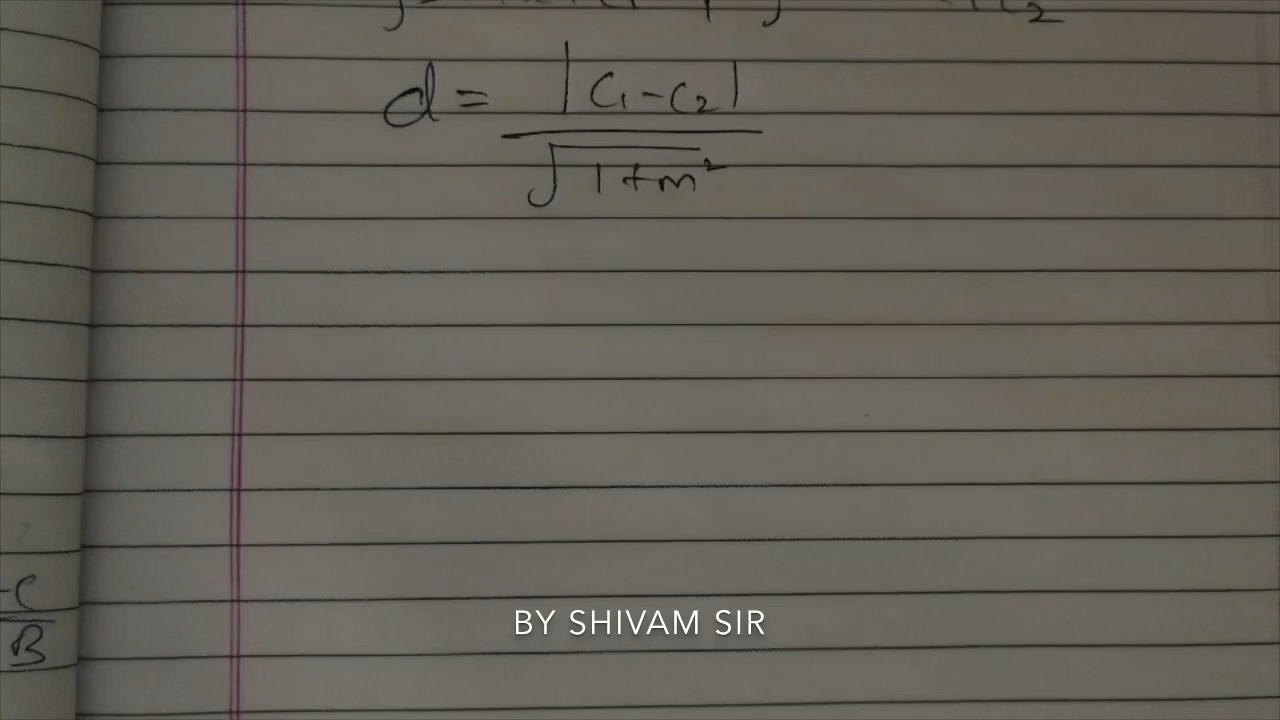 d = |C₁-C₂|
√1+m²
-C
B
BY SHIVAM SIR